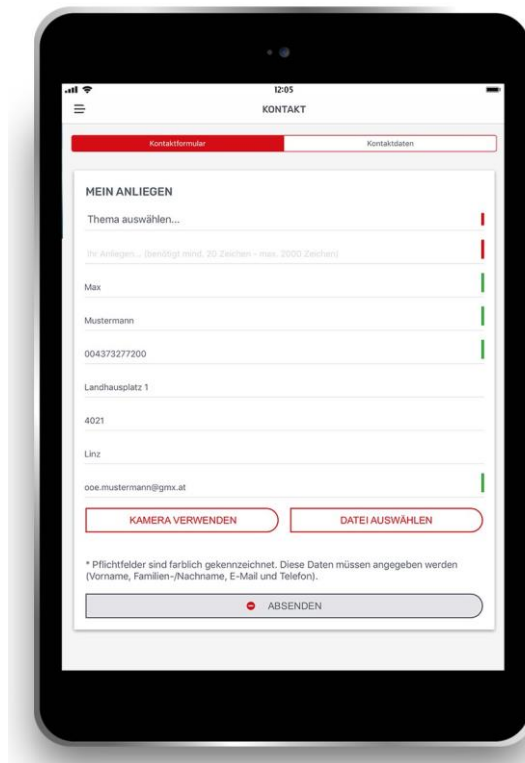 12:05
KONTAKT
Kontaktformular
Kontaktdaten
MEIN ANLIEGEN
Thema auswählen...
Ihr Anliegen... (benötigt mind. 20 Zeichen - max. 2000 Zeichen)
Max
Mustermann
004373277200
Landhausplatz 1
4021
Linz
ooe.mustermann@gmx.at
KAMERA VERWENDEN
DATEI AUSWÄHLEN
* Pflichtfelder sind farblich gekennzeichnet. Diese Daten müssen angegeben werden
(Vorname, Familien-/Nachname, E-Mail und Telefon).
ABSENDEN